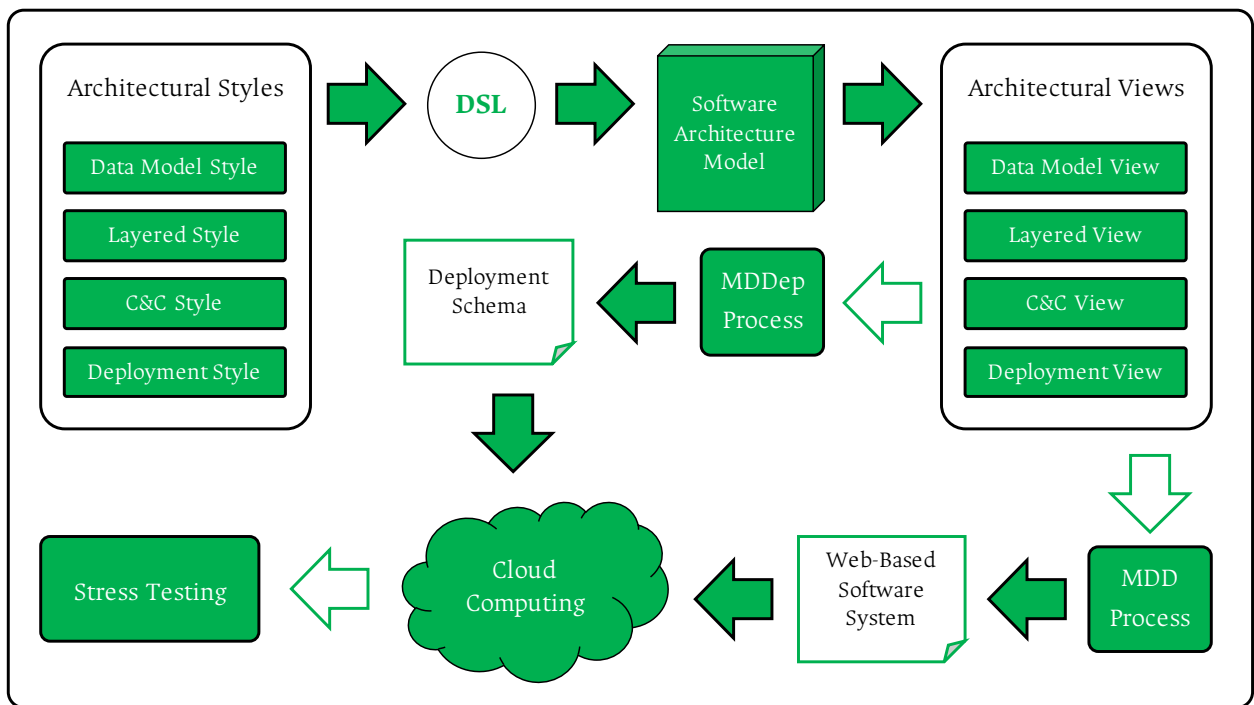 Architectural Styles
Data Model Style
Layered Style
C&C Style
Deployment Style
DSL
Software
Architecture
Model
Architectural Views
Data Model View
Layered View
C&C View
Deployment View
MDDep
Process
Deployment
Schema
MDD
Process
Web-Based
Software
System
Cloud
Computing
Stress Testing